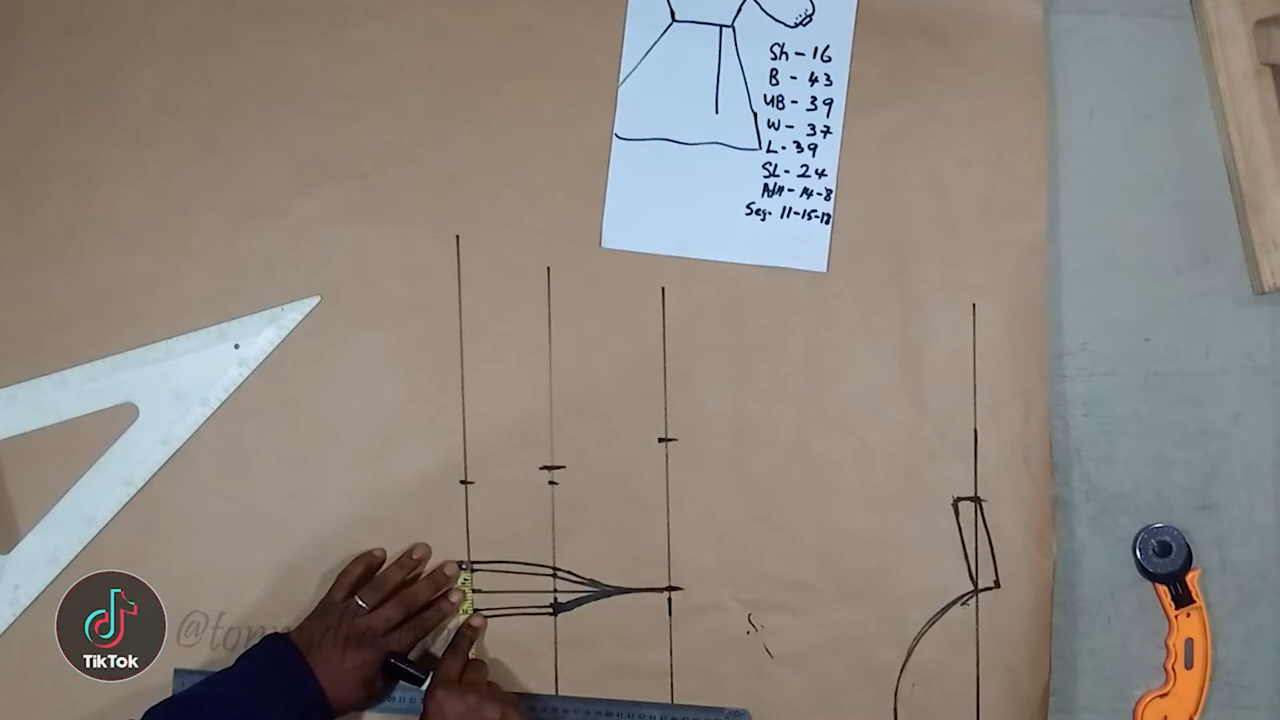 Sh - 16
B - 43
UB - 39
W - 37
L - 39
SL - 24
Seg - 11-15-18
TikTok